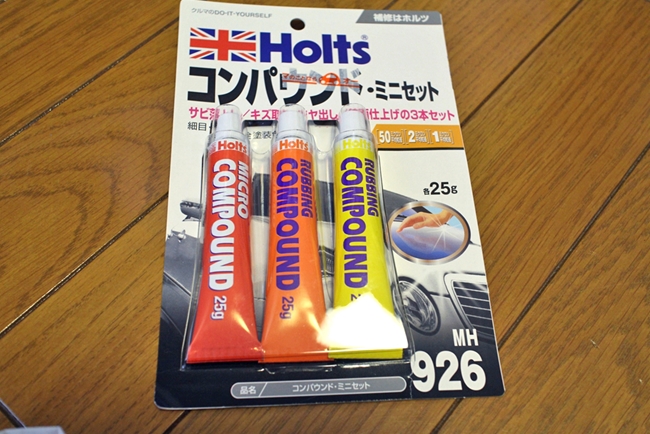 クルマのDO-IT-YOURSELF
補修はホルツ
Holts
コンパウンド・ミニセット
サビ落 / キズ取 ヤ出し 仕上げの3本セット
細目
50 2 1
各25g
Holts
MICRO
COMPOUND
25g
Holts
RUBBING
COMPOUND
25g
Holts
RUBBING
COMPOUND
MH
926
品名 コンパウンド・ミニセット